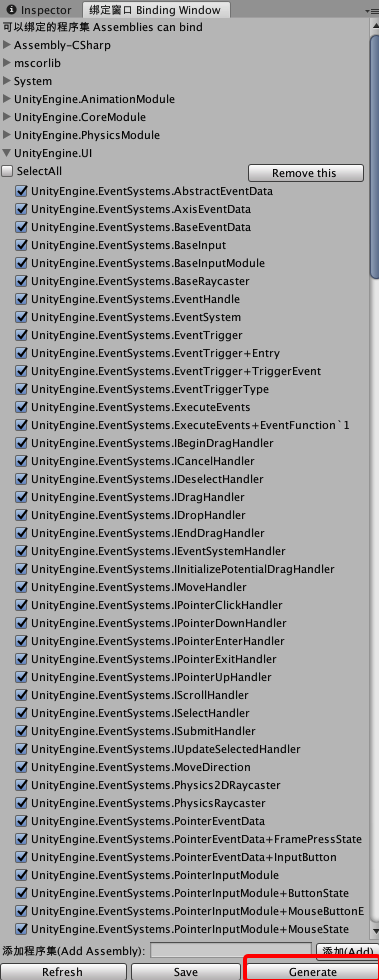 Inspector 绑定窗口 Binding Window
可以绑定的程序集 Assemblies can bind
Assembly-CSharp
mscorlib
System
UnityEngine.AnimationModule
UnityEngine.CoreModule
UnityEngine.PhysicsModule
UnityEngine.UI
SelectAll Remove this
UnityEngine.EventSystems.AbstractEventData
UnityEngine.EventSystems.AxisEventData
UnityEngine.EventSystems.BaseEventData
UnityEngine.EventSystems.BaseInput
UnityEngine.EventSystems.BaseInputModule
UnityEngine.EventSystems.BaseRaycaster
UnityEngine.EventSystems.EventHandle
UnityEngine.EventSystems.EventSystem
UnityEngine.EventSystems.EventTrigger
UnityEngine.EventSystems.EventTrigger+Entry
UnityEngine.EventSystems.EventTrigger+TriggerEvent
UnityEngine.EventSystems.EventTriggerType
UnityEngine.EventSystems.ExecuteEvents
UnityEngine.EventSystems.ExecuteEvents+EventFunction`1
UnityEngine.EventSystems.IBeginDragHandler
UnityEngine.EventSystems.ICancelHandler
UnityEngine.EventSystems.IDeselectHandler
UnityEngine.EventSystems.IDragHandler
UnityEngine.EventSystems.IDropHandler
UnityEngine.EventSystems.IEndDragHandler
UnityEngine.EventSystems.IEventSystemHandler
UnityEngine.EventSystems.IInitializePotentialDragHandler
UnityEngine.EventSystems.IMoveHandler
UnityEngine.EventSystems.IPointerClickHandler
UnityEngine.EventSystems.IPointerDownHandler
UnityEngine.EventSystems.IPointerEnterHandler
UnityEngine.EventSystems.IPointerExitHandler
UnityEngine.EventSystems.IPointerUpHandler
UnityEngine.EventSystems.IScrollHandler
UnityEngine.EventSystems.ISelectHandler
UnityEngine.EventSystems.ISubmitHandler
UnityEngine.EventSystems.IUpdateSelectedHandler
UnityEngine.EventSystems.MoveDirection
UnityEngine.EventSystems.Physics2DRaycaster
UnityEngine.EventSystems.PhysicsRaycaster
UnityEngine.EventSystems.PointerEventData
UnityEngine.EventSystems.PointerEventData+FramePressState
UnityEngine.EventSystems.PointerEventData+InputButton
UnityEngine.EventSystems.PointerInputModule
UnityEngine.EventSystems.PointerInputModule+ButtonState
UnityEngine.EventSystems.PointerInputModule+MouseButtonE
UnityEngine.EventSystems.PointerInputModule+MouseState
添加程序集(Add Assembly): 添加(Add)
Refresh Save Generate